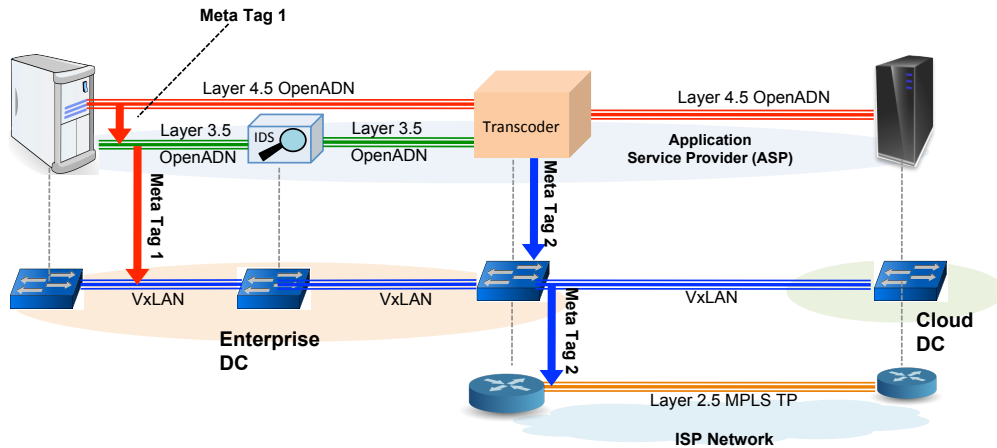 Meta Tag 1
Layer 4.5 OpenADN
Layer 4.5 OpenADN
Layer 3.5
OpenADN
IDS
Layer 3.5
OpenADN
Transcoder
Application
Service Provider (ASP)
Meta Tag 1
Meta Tag 2
VxLAN
VxLAN
VxLAN
Enterprise
DC
Cloud
DC
Meta Tag 2
Layer 2.5 MPLS TP
ISP Network